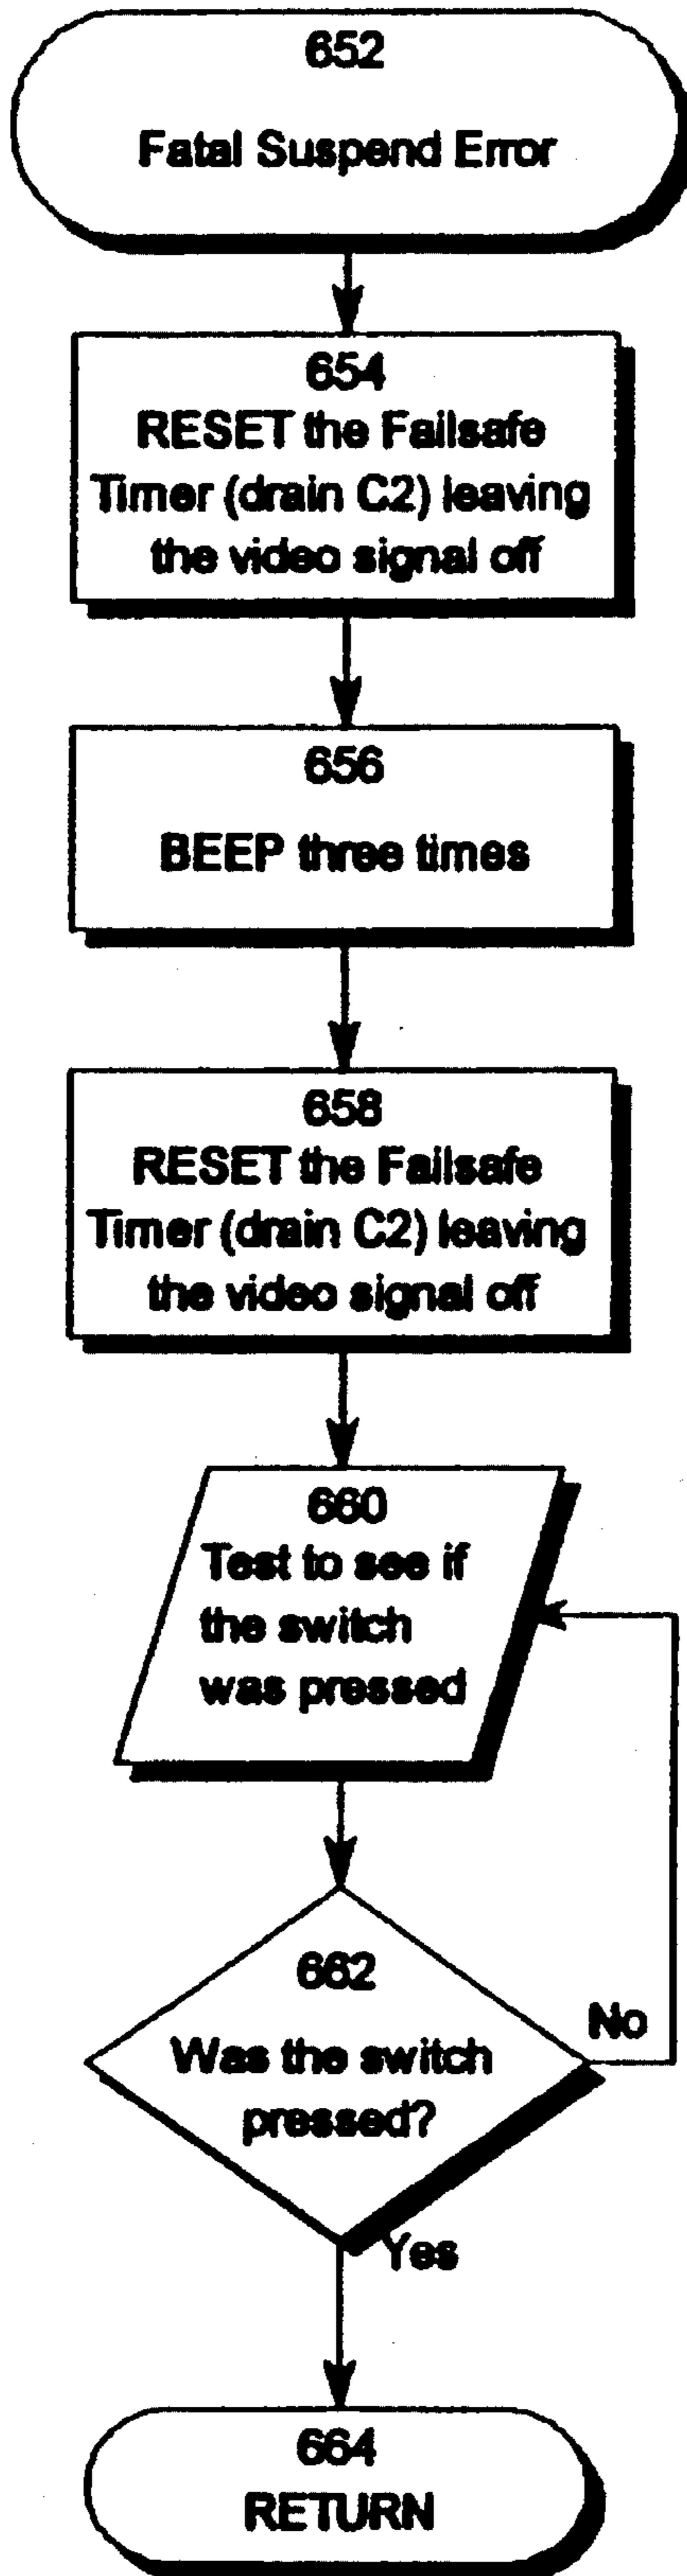 652
Fatal Suspend Error
654
RESET the Failsafe
Timer (drain C2) leaving
the video signal off
656
BEEP three times
658
RESET the Failsafe
Timer (drain C2) leaving
the video signal off
660
Test to see if
the switch
was pressed
662
Was the switch
pressed?
No
Yes
664
RETURN